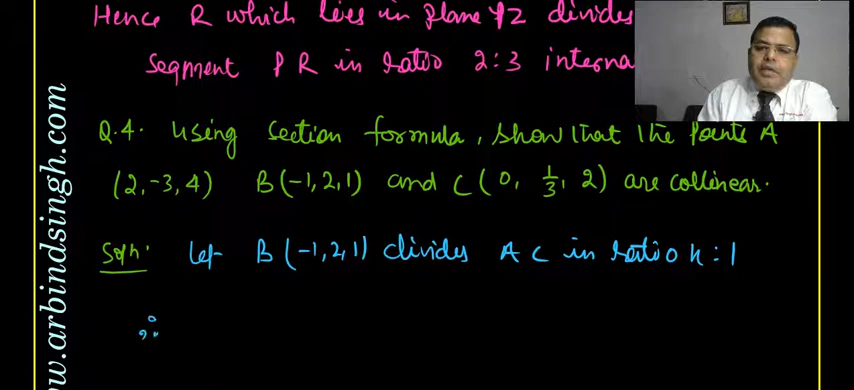 Hence R which lies in plane YZ divides
segment PR in ratio 2:3 interna
Q.4. Using section formula, show that the points A
(2,-3,4) B(-1,2,1) and C(0, 1/3, 2) are collinear.
Soln. Let B(-1,2,1) divides AC in ratio k:1
∴
ww.arbindsingh.com